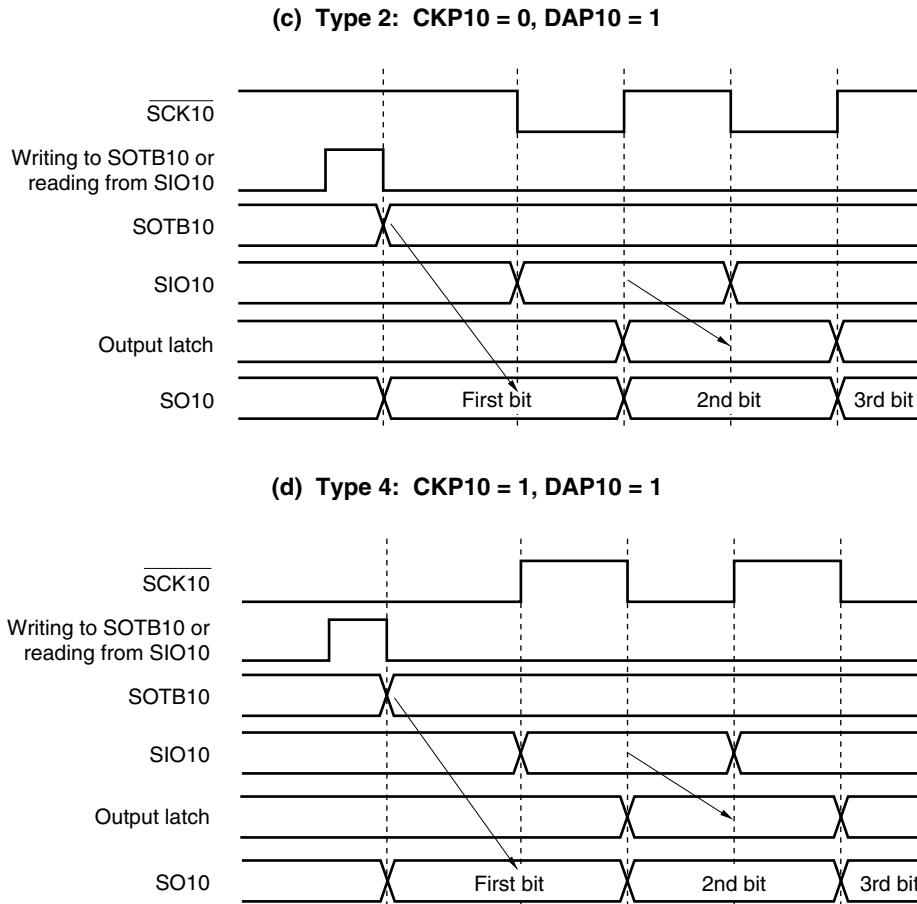 (c) Type 2: CKP10 = 0, DAP10 = 1
SCK10
Writing to SOTB10 or
reading from SIO10
SOTB10
SIO10
Output latch
SO10
First bit
2nd bit
3rd bit
(d) Type 4: CKP10 = 1, DAP10 = 1
SCK10
Writing to SOTB10 or
reading from SIO10
SOTB10
SIO10
Output latch
SO10
First bit
2nd bit
3rd bit